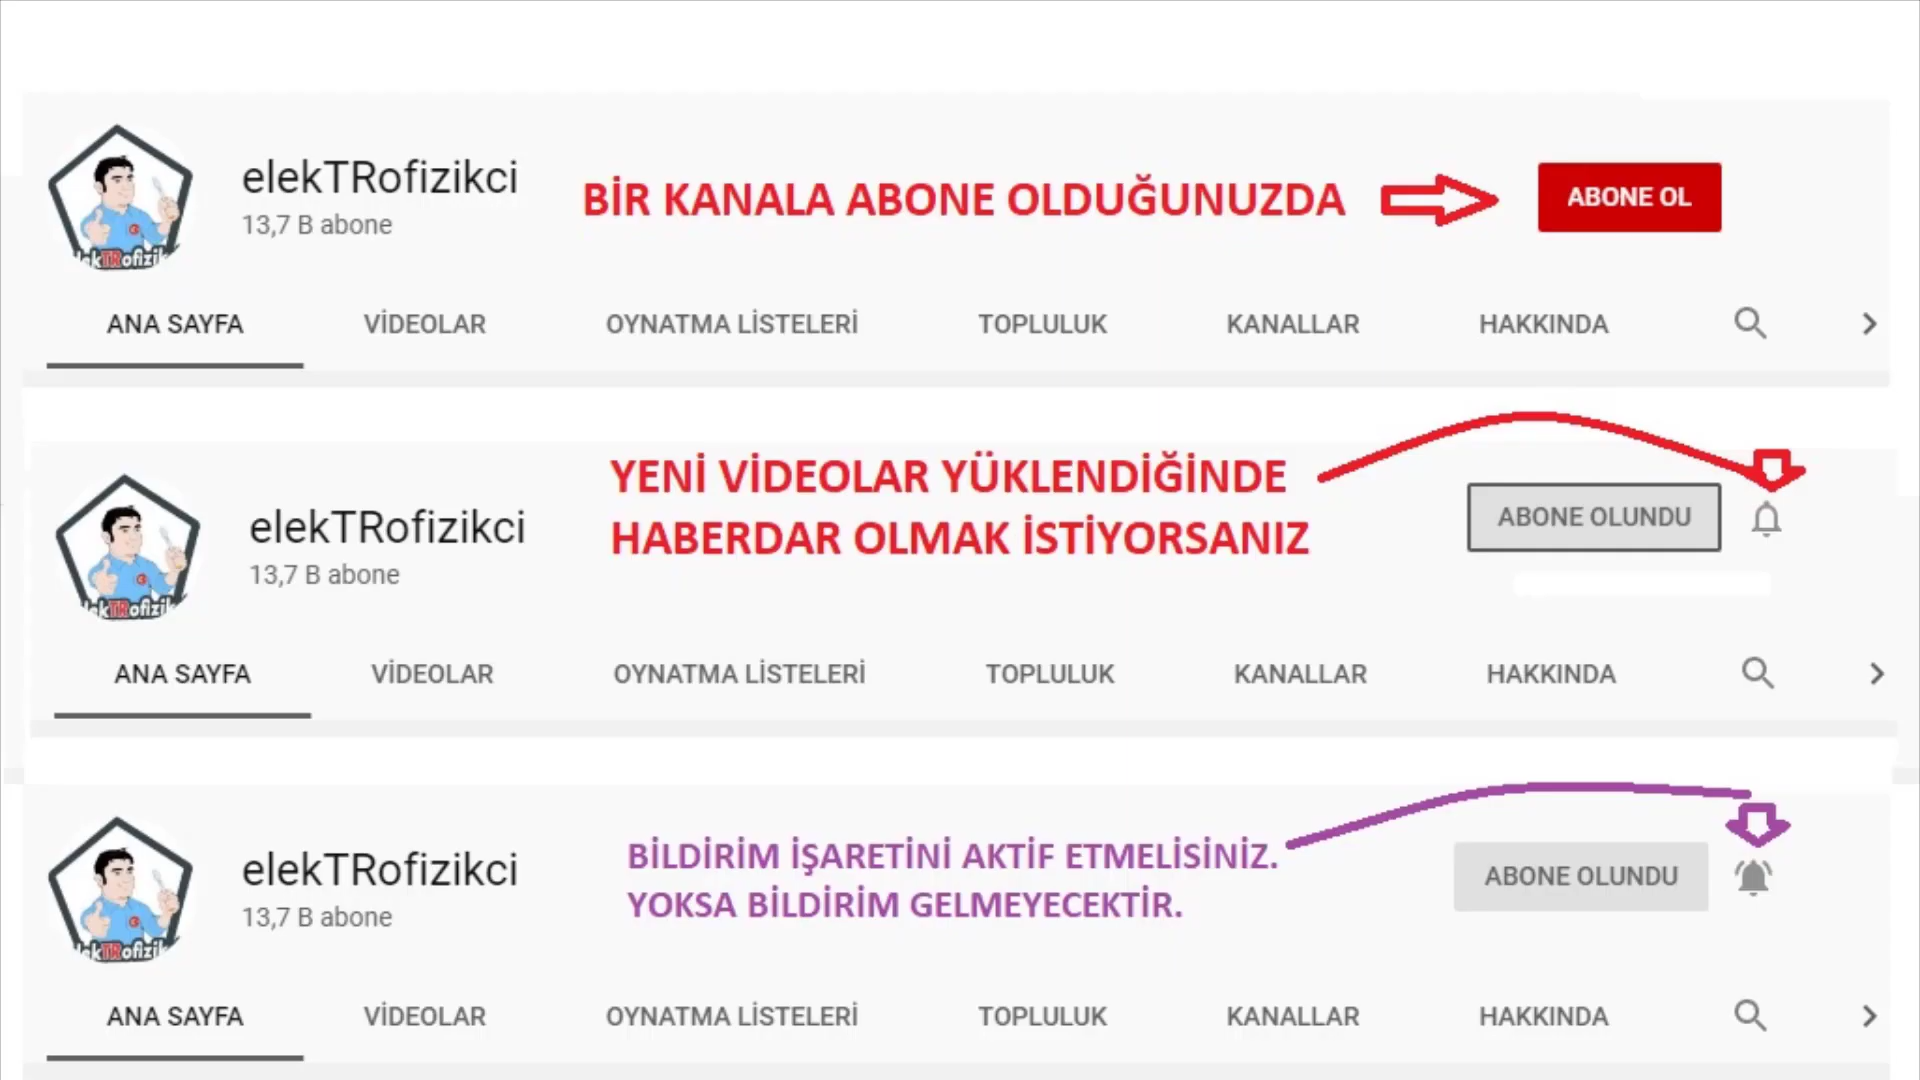 elekTRofizikci
13,7 B abone
BİR KANALA ABONE OLDUĞUNUZDA
ABONE OL
ekTRofizik
ANA SAYFA VİDEOLAR OYNATMA LİSTELERİ TOPLULUK KANALLAR HAKKINDA
YENİ VİDEOLAR YÜKLENDİĞİNDE
HABERDAR OLMAK İSTİYORSANIZ
elekTRofizikci
13,7 B abone
ABONE OLUNDU
ekTRofizik
ANA SAYFA VİDEOLAR OYNATMA LİSTELERİ TOPLULUK KANALLAR HAKKINDA
elekTRofizikci
13,7 B abone
BİLDİRİM İŞARETİNİ AKTİF ETMELİSİNİZ.
YOKSA BİLDİRİM GELMEYECEKTİR.
ABONE OLUNDU
ekTRofizik
ANA SAYFA VİDEOLAR OYNATMA LİSTELERİ TOPLULUK KANALLAR HAKKINDA